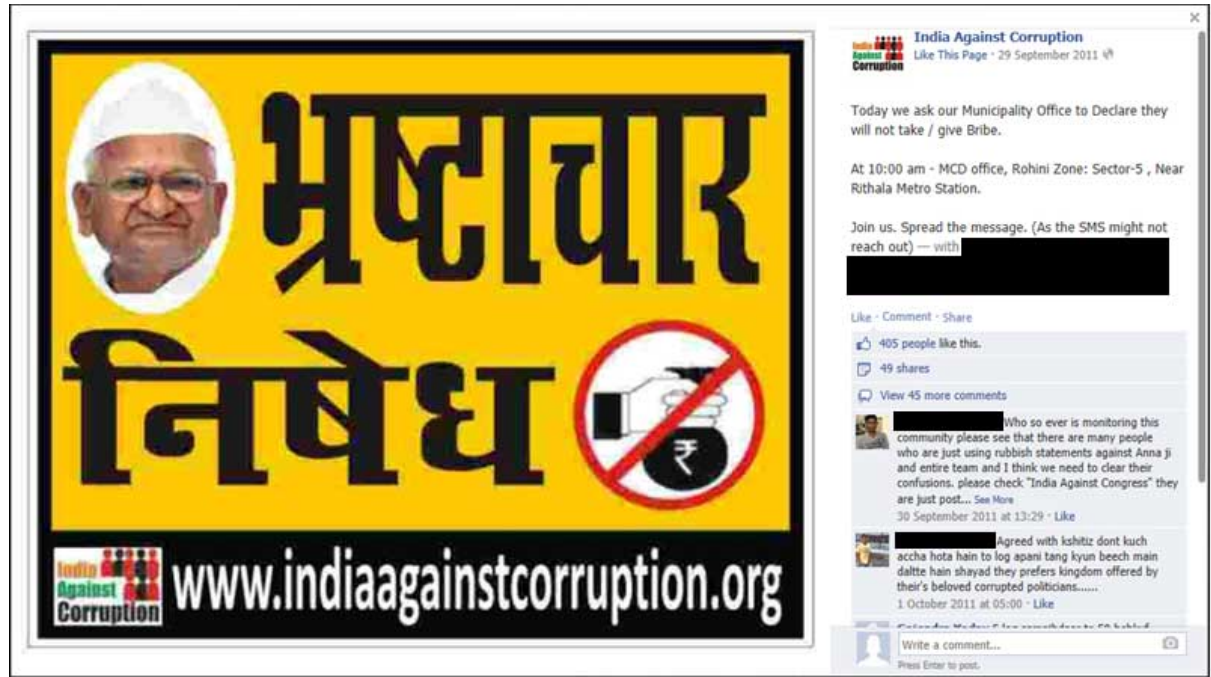 भ्रष्टाचार
निषेध
₹
India
Against
Corruption
www.indiaagainstcorruption.org
India
Against
Corruption
India Against Corruption
Like This Page · 29 September 2011
Today we ask our Municipality Office to Declare they
will not take / give Bribe.
At 10:00 am - MCD office, Rohini Zone: Sector-5 , Near
Rithala Metro Station.
Join us. Spread the message. (As the SMS might not
reach out) — with
Like · Comment · Share
405 people like this.
49 shares
View 45 more comments
Who so ever is monitoring this
community please see that there are many people
who are just using rubbish statements against Anna ji
and entire team and I think we need to clear their
confusions. please check "India Against Congress" they
are just post... See More
30 September 2011 at 13:29 · Like
Agreed with kshitiz dont kuch
accha hota hain to log apani tang kyun beech main
daltte hain shayad they prefers kingdom offered by
their's beloved corrupted politicians......
1 October 2011 at 05:00 · Like
Write a comment...
Press Enter to post.